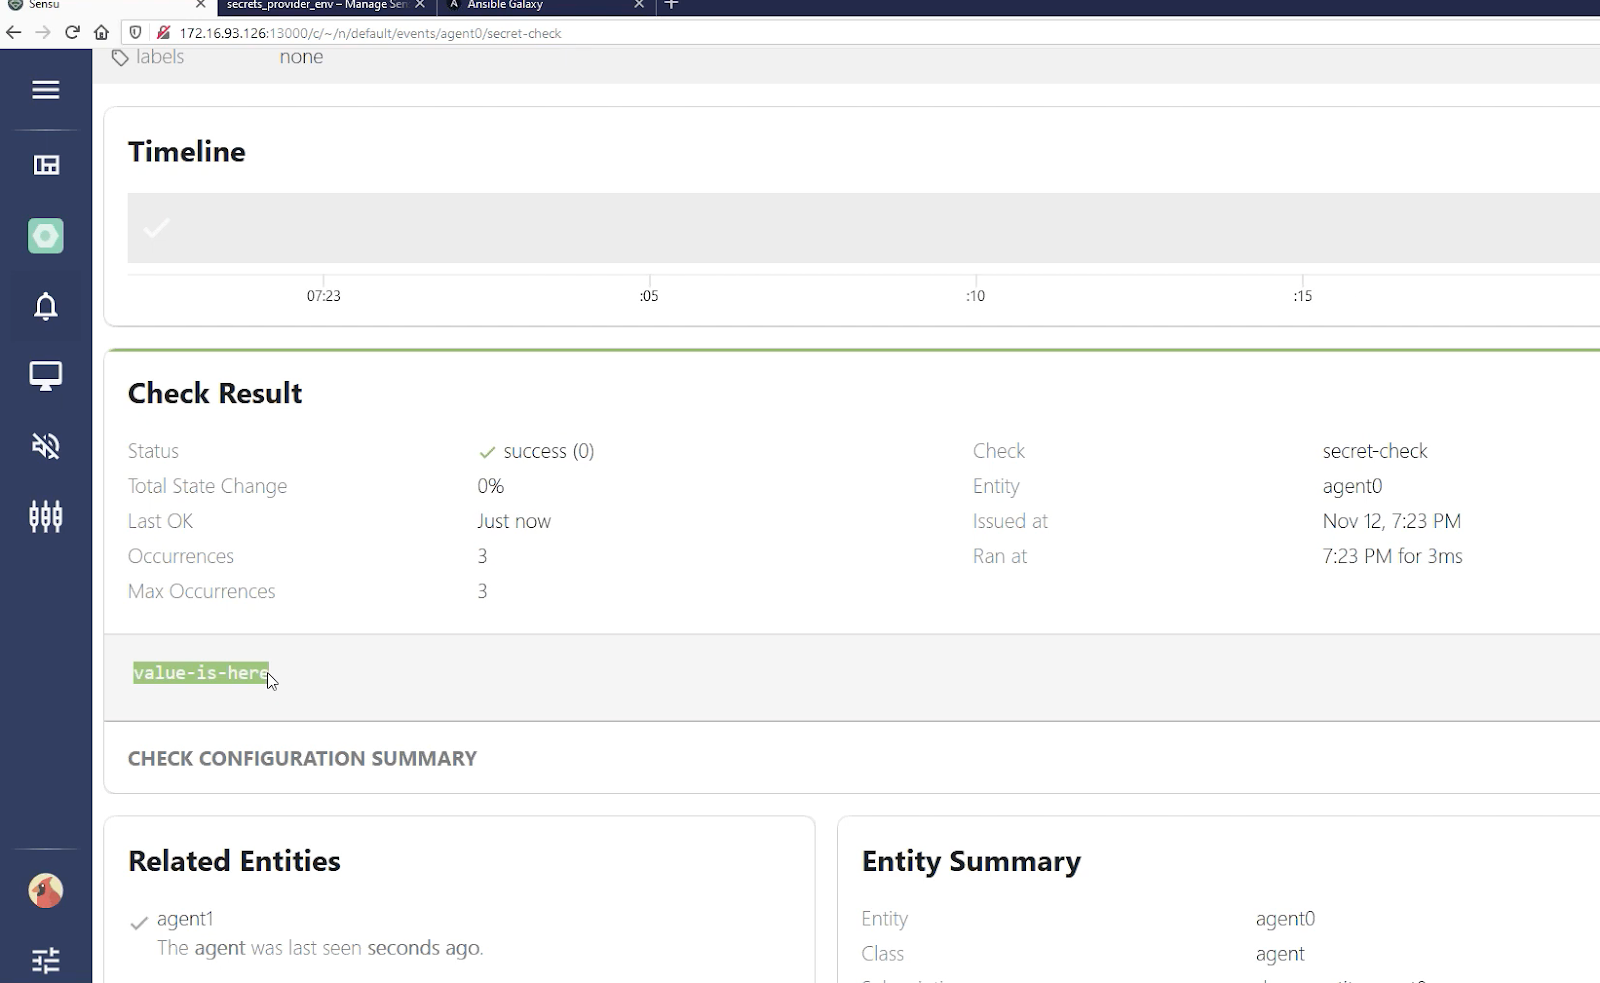 Sensu
secrets_provider_env – Manage Sen
Ansible Galaxy
172.16.93.126:13000/c/~/n/default/events/agent0/secret-check
labels none
Timeline
07:23 :05 :10 :15
Check Result
Status success (0) Check secret-check
Total State Change 0% Entity agent0
Last OK Just now Issued at Nov 12, 7:23 PM
Occurrences 3 Ran at 7:23 PM for 3ms
Max Occurrences 3
value-is-here
CHECK CONFIGURATION SUMMARY
Related Entities
agent1
The agent was last seen seconds ago.
Entity Summary
Entity agent0
Class agent